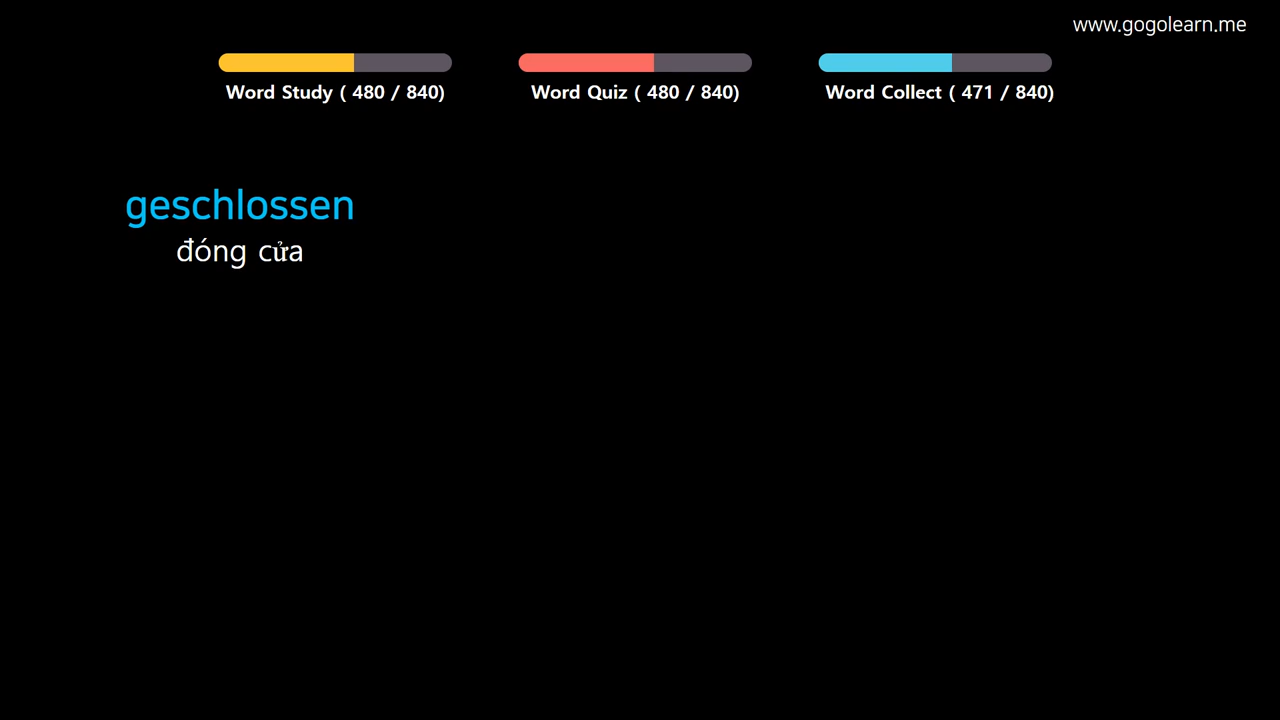 www.gogolearn.me
Word Study ( 480 / 840)
Word Quiz ( 480 / 840)
Word Collect ( 471 / 840)
geschlossen
đóng cửa